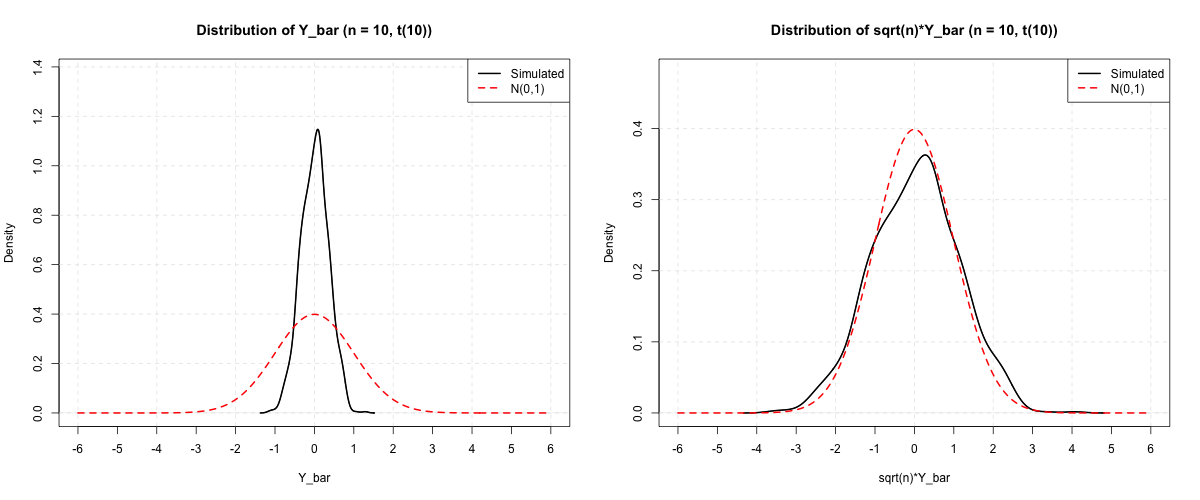 Distribution of Y_bar (n = 10, t(10))
Density
1.4
1.2
1.0
0.8
0.6
0.4
0.2
0.0
Simulated
N(0,1)
-6 -5 -4 -3 -2 -1 0 1 2 3 4 5 6
Y_bar
Distribution of sqrt(n)*Y_bar (n = 10, t(10))
Density
0.4
0.3
0.2
0.1
0.0
Simulated
N(0,1)
-6 -5 -4 -3 -2 -1 0 1 2 3 4 5 6
sqrt(n)*Y_bar